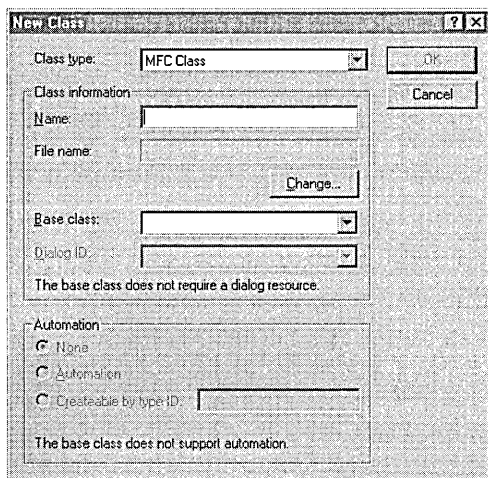 New Class
Class type: MFC Class
OK
Cancel
Class information
Name:
File name:
Change...
Base class:
Dialog ID:
The base class does not require a dialog resource.
Automation
None
Automation
Createable by type ID:
The base class does not support automation.